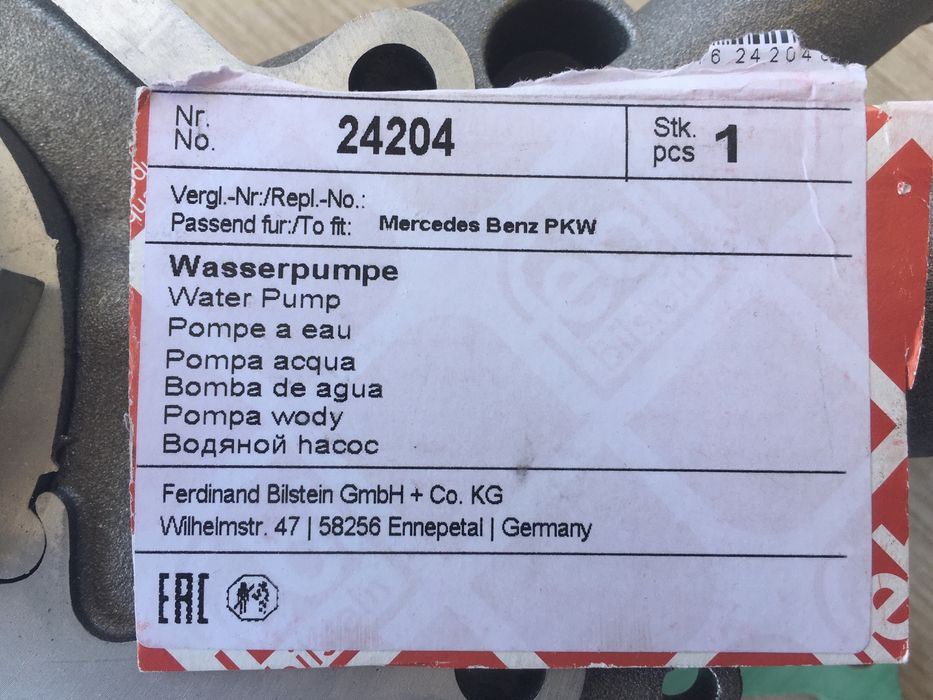 6 24204
Nr.
No.
24204
Stk.
pcs
1
Vergl.-Nr:/Repl.-No.:
Passend fur:/To fit: Mercedes Benz PKW
Wasserpumpe
Water Pump
Pompe a eau
Pompa acqua
Bomba de agua
Pompa wody
Водяной hасос
Ferdinand Bilstein GmbH + Co. KG
Wilhelmstr. 47 | 58256 Ennepetal | Germany
EAC